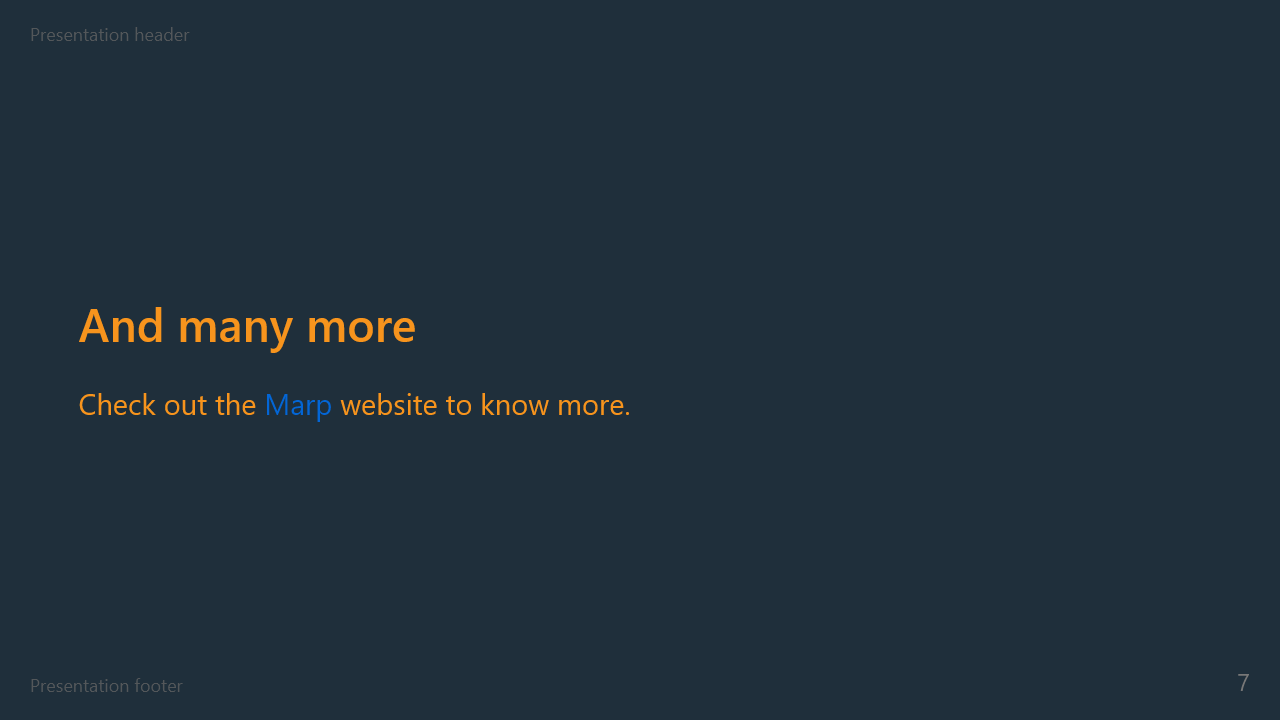 Presentation header
And many more
Check out the Marp website to know more.
Presentation footer
7